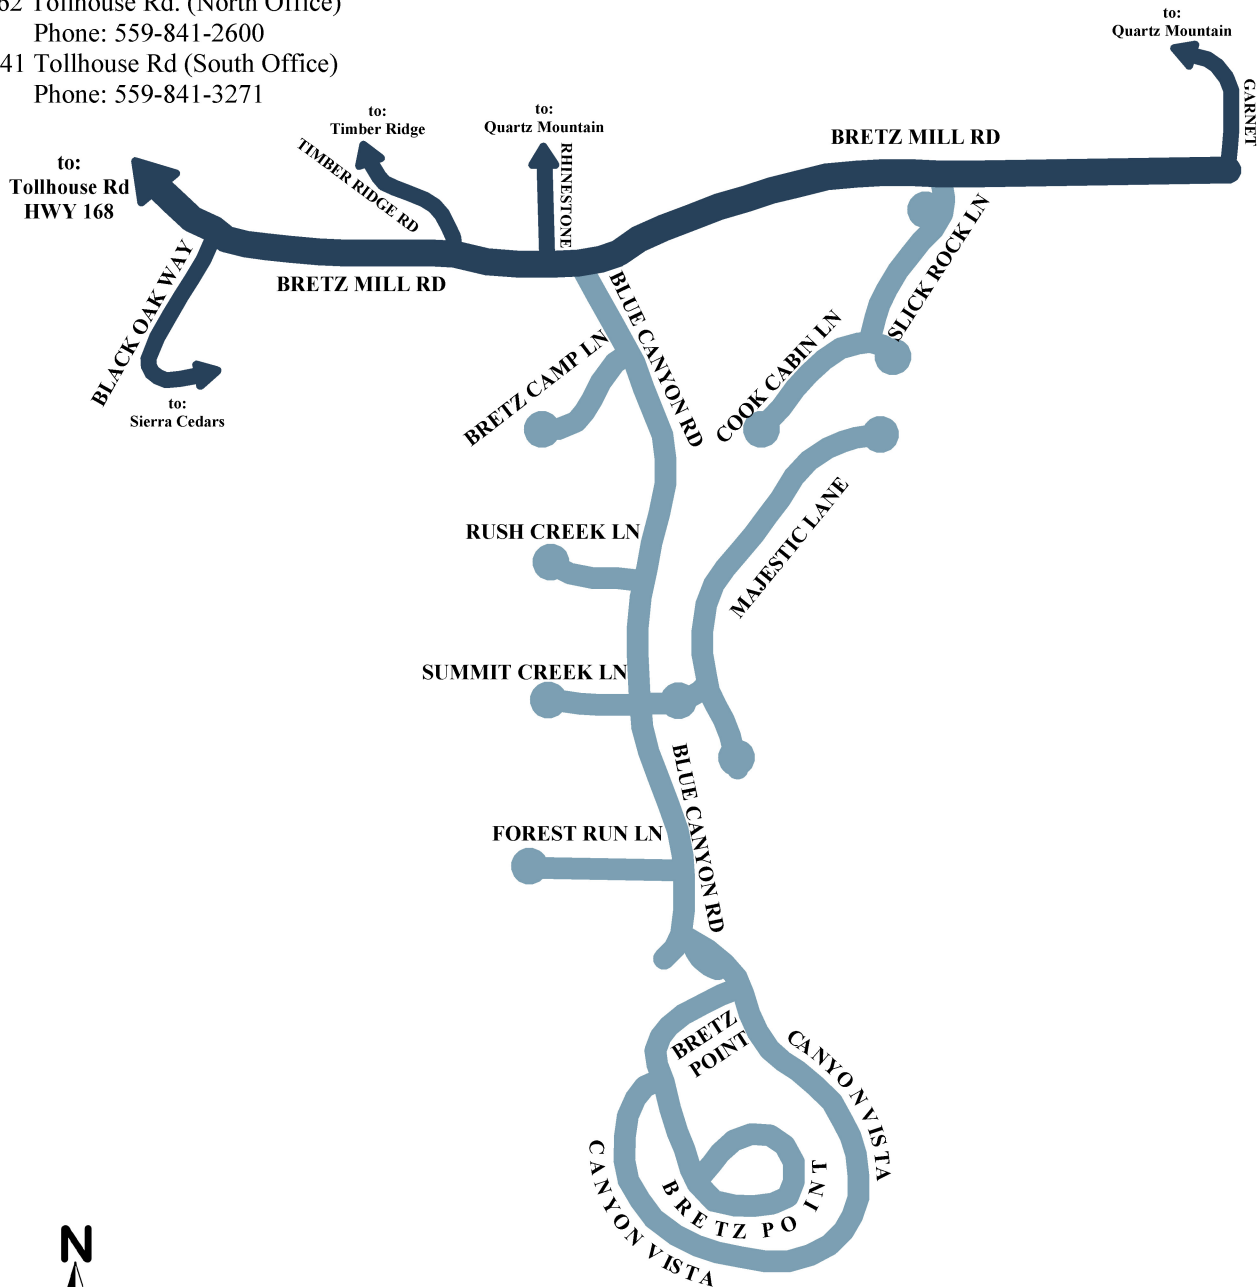 62 Tollhouse Rd. (North Office)
Phone: 559-841-2600
41 Tollhouse Rd (South Office)
Phone: 559-841-3271
to:
Quartz Mountain
GARNET
to:
Timber Ridge
to:
Quartz Mountain
BRETZ MILL RD
TIMBER RIDGE RD
RHINESTONE
to:
Tollhouse Rd
HWY 168
BRETZ MILL RD
BLACK OAK WAY
to:
Sierra Cedars
BLUE CANYON RD
BRETZ CAMP LN
SLICK ROCK LN
COOK CABIN LN
MAJESTIC LANE
RUSH CREEK LN
SUMMIT CREEK LN
BLUE CANYON RD
FOREST RUN LN
BRETZ
POINT
CANYON VISTA
BRETZ POINT
CANYON VISTA
N